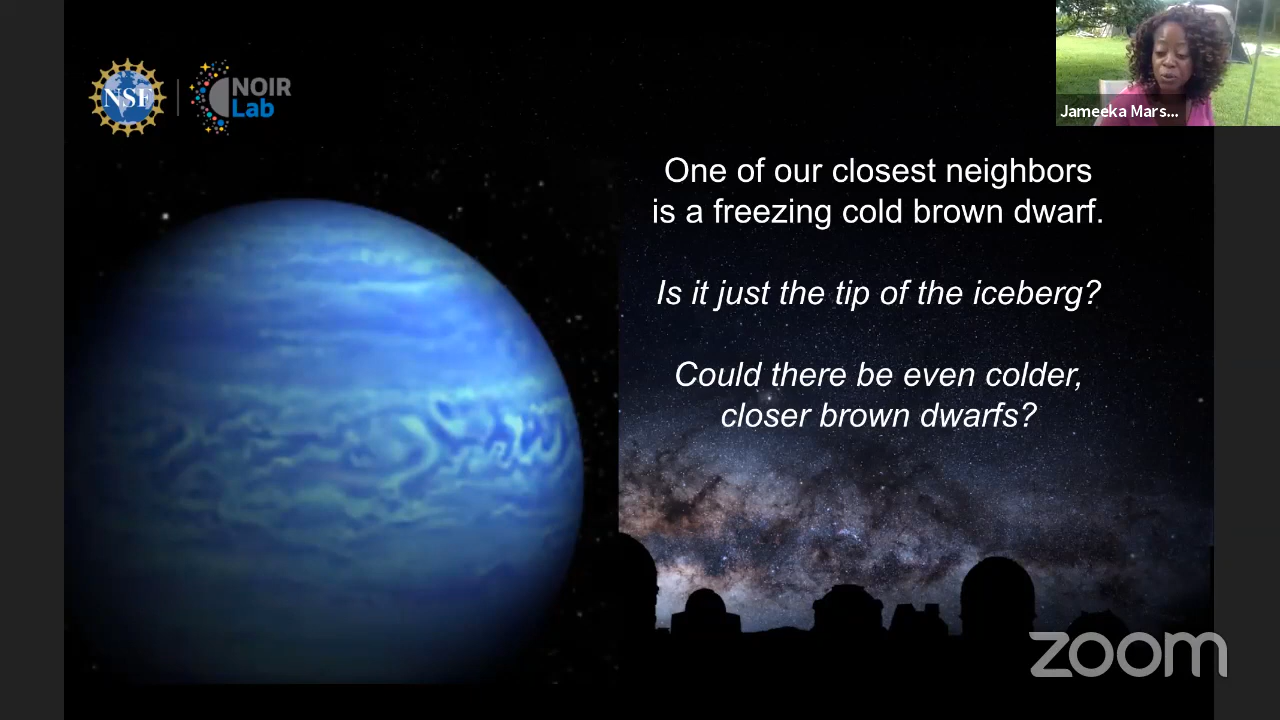 NSF
NOIR
Lab
Jameeka Mars...
One of our closest neighbors
is a freezing cold brown dwarf.
Is it just the tip of the iceberg?
Could there be even colder,
closer brown dwarfs?
zoom